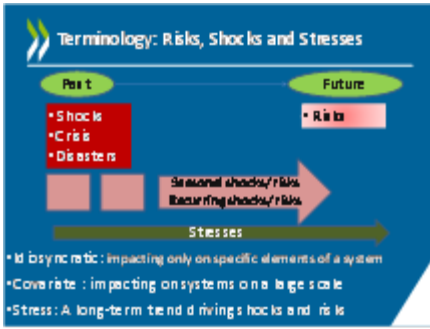 Terminology: Risks, Shocks and Stresses
Past
Future
• Shocks
• Crisis
• Disasters
• Risks
Seasonal shocks/risks
Recurring shocks/risks
Stresses
• Idiosyncratic : impacting only on specific elements of a system
• Covariate : impacting on systems on a large scale
• Stress: A long-term trend driving shocks and risks